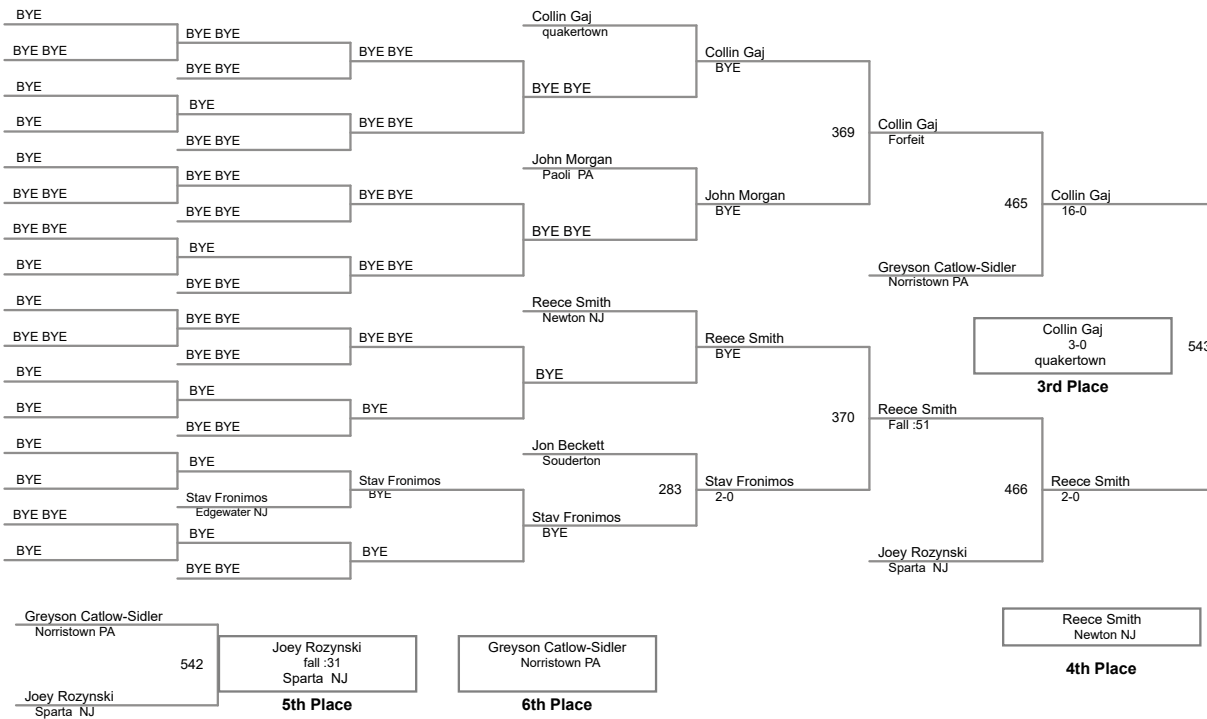 BYE
BYE BYE
BYE
BYE
BYE
BYE BYE
BYE BYE
BYE
BYE
BYE BYE
BYE
BYE
BYE
BYE
BYE BYE
BYE
BYE BYE
BYE BYE
BYE
BYE BYE
BYE BYE
BYE BYE
BYE
BYE BYE
BYE BYE
BYE BYE
BYE
BYE BYE
BYE
Stav Fronimos
Edgewater NJ
BYE
BYE BYE
BYE BYE
BYE BYE
BYE BYE
BYE BYE
BYE BYE
BYE
Stav Fronimos
BYE
BYE
Collin Gaj
quakertown
BYE BYE
John Morgan
Paoli PA
BYE BYE
Reece Smith
Newton NJ
BYE
Jon Beckett
Souderton
283
Stav Fronimos
BYE
Collin Gaj
BYE
369
John Morgan
BYE
Reece Smith
BYE
370
Stav Fronimos
2-0
Collin Gaj
Forfeit
465
Greyson Catlow-Sidler
Norristown PA
Reece Smith
Fall :51
466
Joey Rozynski
Sparta NJ
Collin Gaj
16-0
Collin Gaj
3-0
quakertown
543
3rd Place
Reece Smith
2-0
Reece Smith
Newton NJ
4th Place
Greyson Catlow-Sidler
Norristown PA
542
Joey Rozynski
Sparta NJ
Joey Rozynski
fall :31
Sparta NJ
5th Place
Greyson Catlow-Sidler
Norristown PA
6th Place